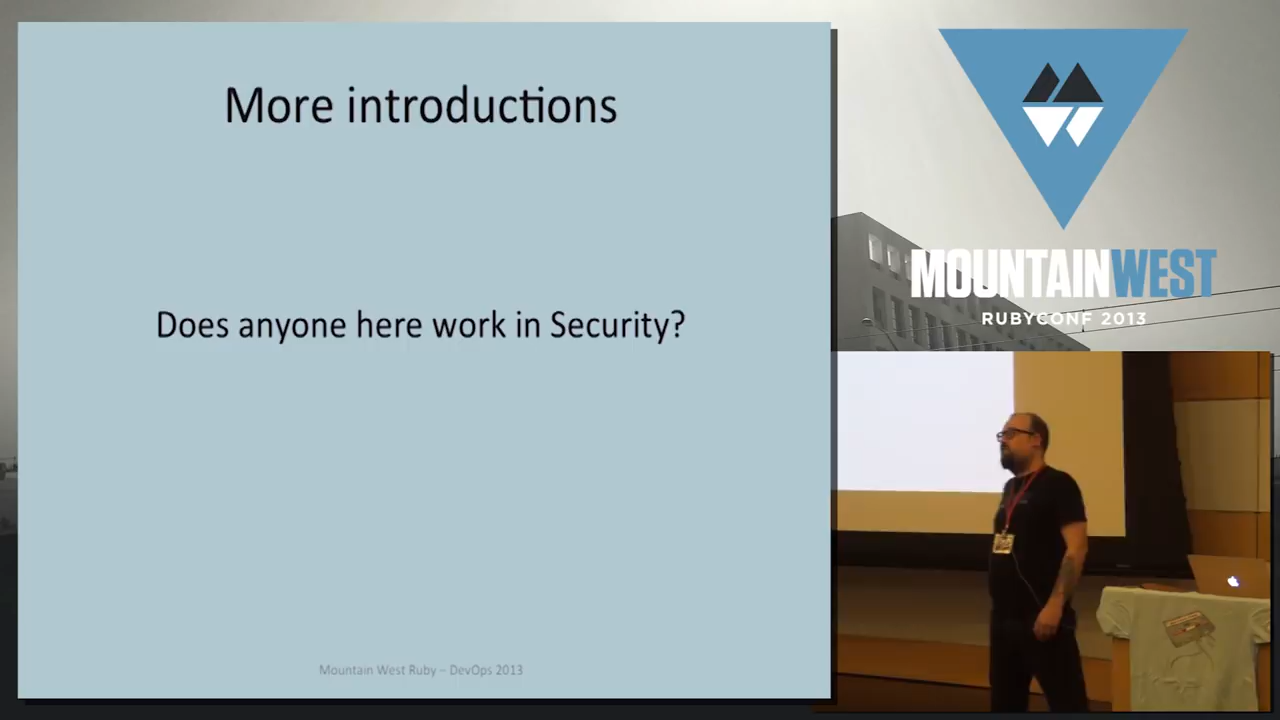 More introductions
Does anyone here work in Security?
Mountain West Ruby – DevOps 2013
MOUNTAINWEST
RUBYCONF 2013